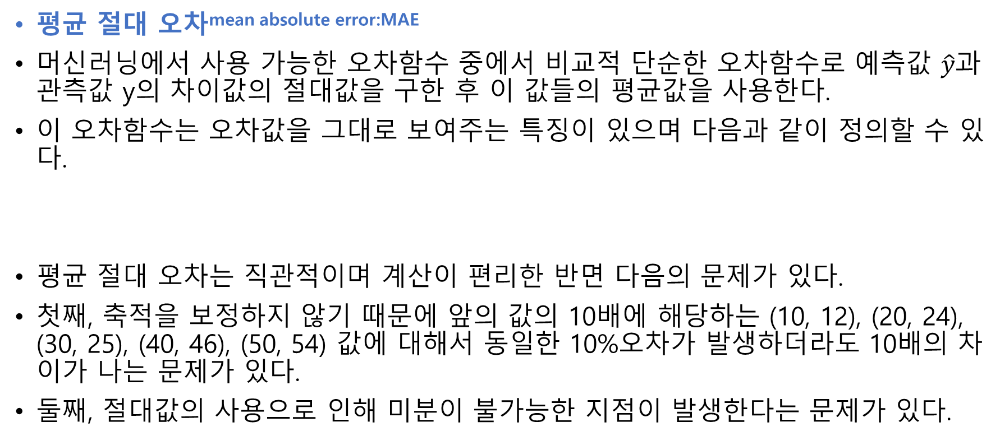 • 평균 절대 오차mean absolute error:MAE
• 머신러닝에서 사용 가능한 오차함수 중에서 비교적 단순한 오차함수로 예측값 ŷ과
관측값 y의 차이값의 절대값을 구한 후 이 값들의 평균값을 사용한다.
• 이 오차함수는 오차값을 그대로 보여주는 특징이 있으며 다음과 같이 정의할 수 있
다.
• 평균 절대 오차는 직관적이며 계산이 편리한 반면 다음의 문제가 있다.
• 첫째, 축적을 보정하지 않기 때문에 앞의 값의 10배에 해당하는 (10, 12), (20, 24),
(30, 25), (40, 46), (50, 54) 값에 대해서 동일한 10%오차가 발생하더라도 10배의 차
이가 나는 문제가 있다.
• 둘째, 절대값의 사용으로 인해 미분이 불가능한 지점이 발생한다는 문제가 있다.